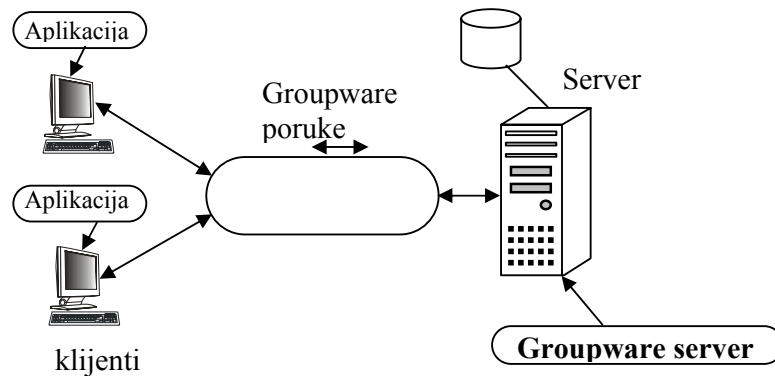 Aplikacija
Server
Groupware
poruke
Aplikacija
klijenti
Groupware server